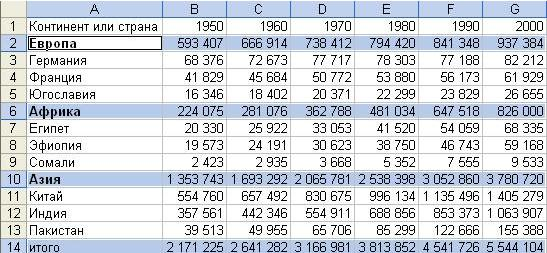 A B C D E F G
1 Континент или страна 1950 1960 1970 1980 1990 2000
2 Европа 593 407 666 914 738 412 794 420 841 348 937 384
3 Германия 68 376 72 673 77 717 78 303 77 188 82 212
4 Франция 41 829 45 684 50 772 53 880 56 173 61 929
5 Югославия 16 346 18 402 20 371 22 299 23 829 26 655
6 Африка 224 075 281 076 362 788 481 034 647 518 826 000
7 Египет 20 330 25 922 33 053 41 520 54 059 68 335
8 Эфиопия 19 573 24 191 30 623 38 750 46 743 59 168
9 Сомали 2 423 2 935 3 668 5 352 7 555 9 533
10 Азия 1 353 743 1 693 292 2 065 781 2 538 398 3 052 860 3 780 720
11 Китай 554 760 657 492 830 675 996 134 1 135 496 1 405 279
12 Индия 357 561 442 346 554 911 688 856 853 373 1 063 907
13 Пакистан 39 513 49 955 65 706 85 299 122 666 155 388
14 итого 2 171 225 2 641 282 3 166 981 3 813 852 4 541 726 5 544 104